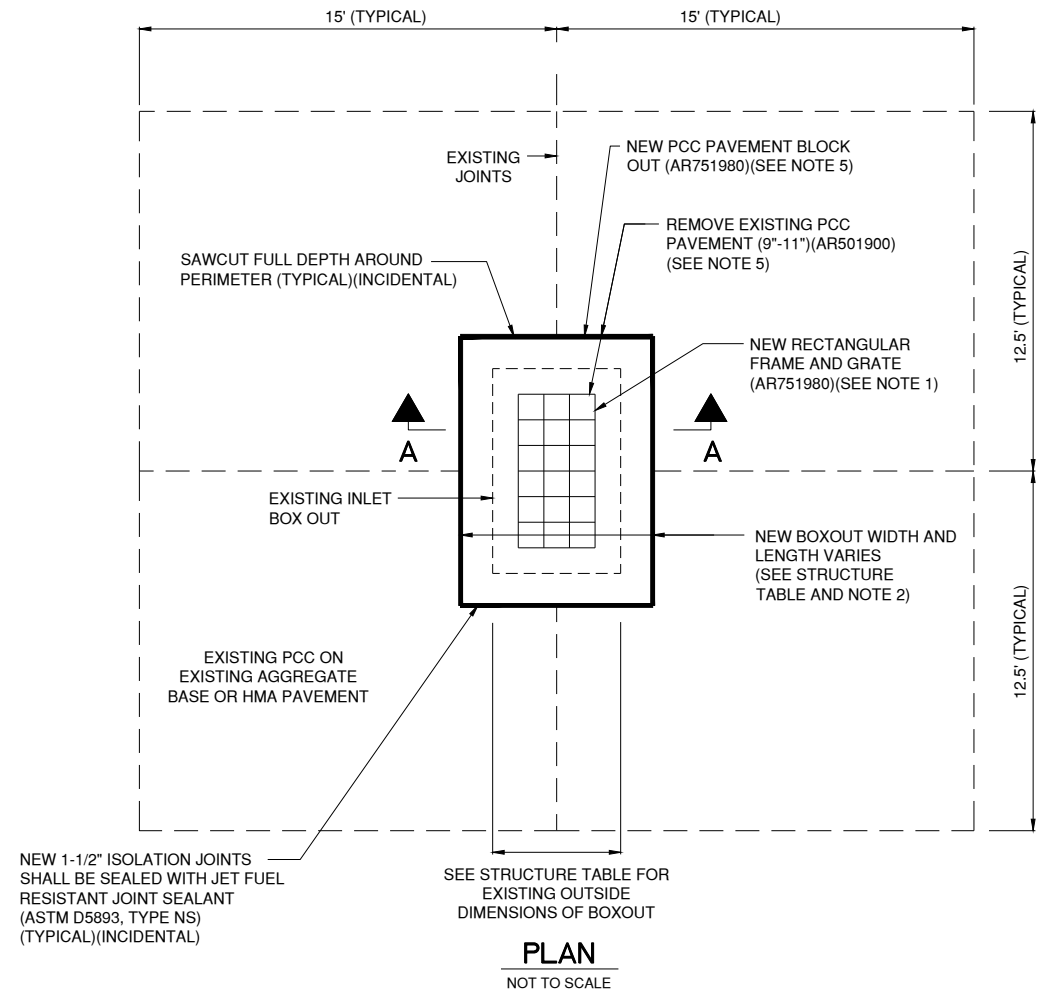 15' (TYPICAL)
15' (TYPICAL)
EXISTING
JOINTS
NEW PCC PAVEMENT BLOCK
OUT (AR751980)(SEE NOTE 5)
REMOVE EXISTING PCC
PAVEMENT (9"-11")(AR501900)
(SEE NOTE 5)
SAWCUT FULL DEPTH AROUND
PERIMETER (TYPICAL)(INCIDENTAL)
12.5' (TYPICAL)
NEW RECTANGULAR
FRAME AND GRATE
(AR751980)(SEE NOTE 1)
A
A
EXISTING INLET
BOX OUT
NEW BOXOUT WIDTH AND
LENGTH VARIES
(SEE STRUCTURE
TABLE AND NOTE 2)
12.5' (TYPICAL)
EXISTING PCC ON
EXISTING AGGREGATE
BASE OR HMA PAVEMENT
NEW 1-1/2" ISOLATION JOINTS
SHALL BE SEALED WITH JET FUEL
RESISTANT JOINT SEALANT
(ASTM D5893, TYPE NS)
(TYPICAL)(INCIDENTAL)
SEE STRUCTURE TABLE FOR
EXISTING OUTSIDE
DIMENSIONS OF BOXOUT
PLAN
NOT TO SCALE